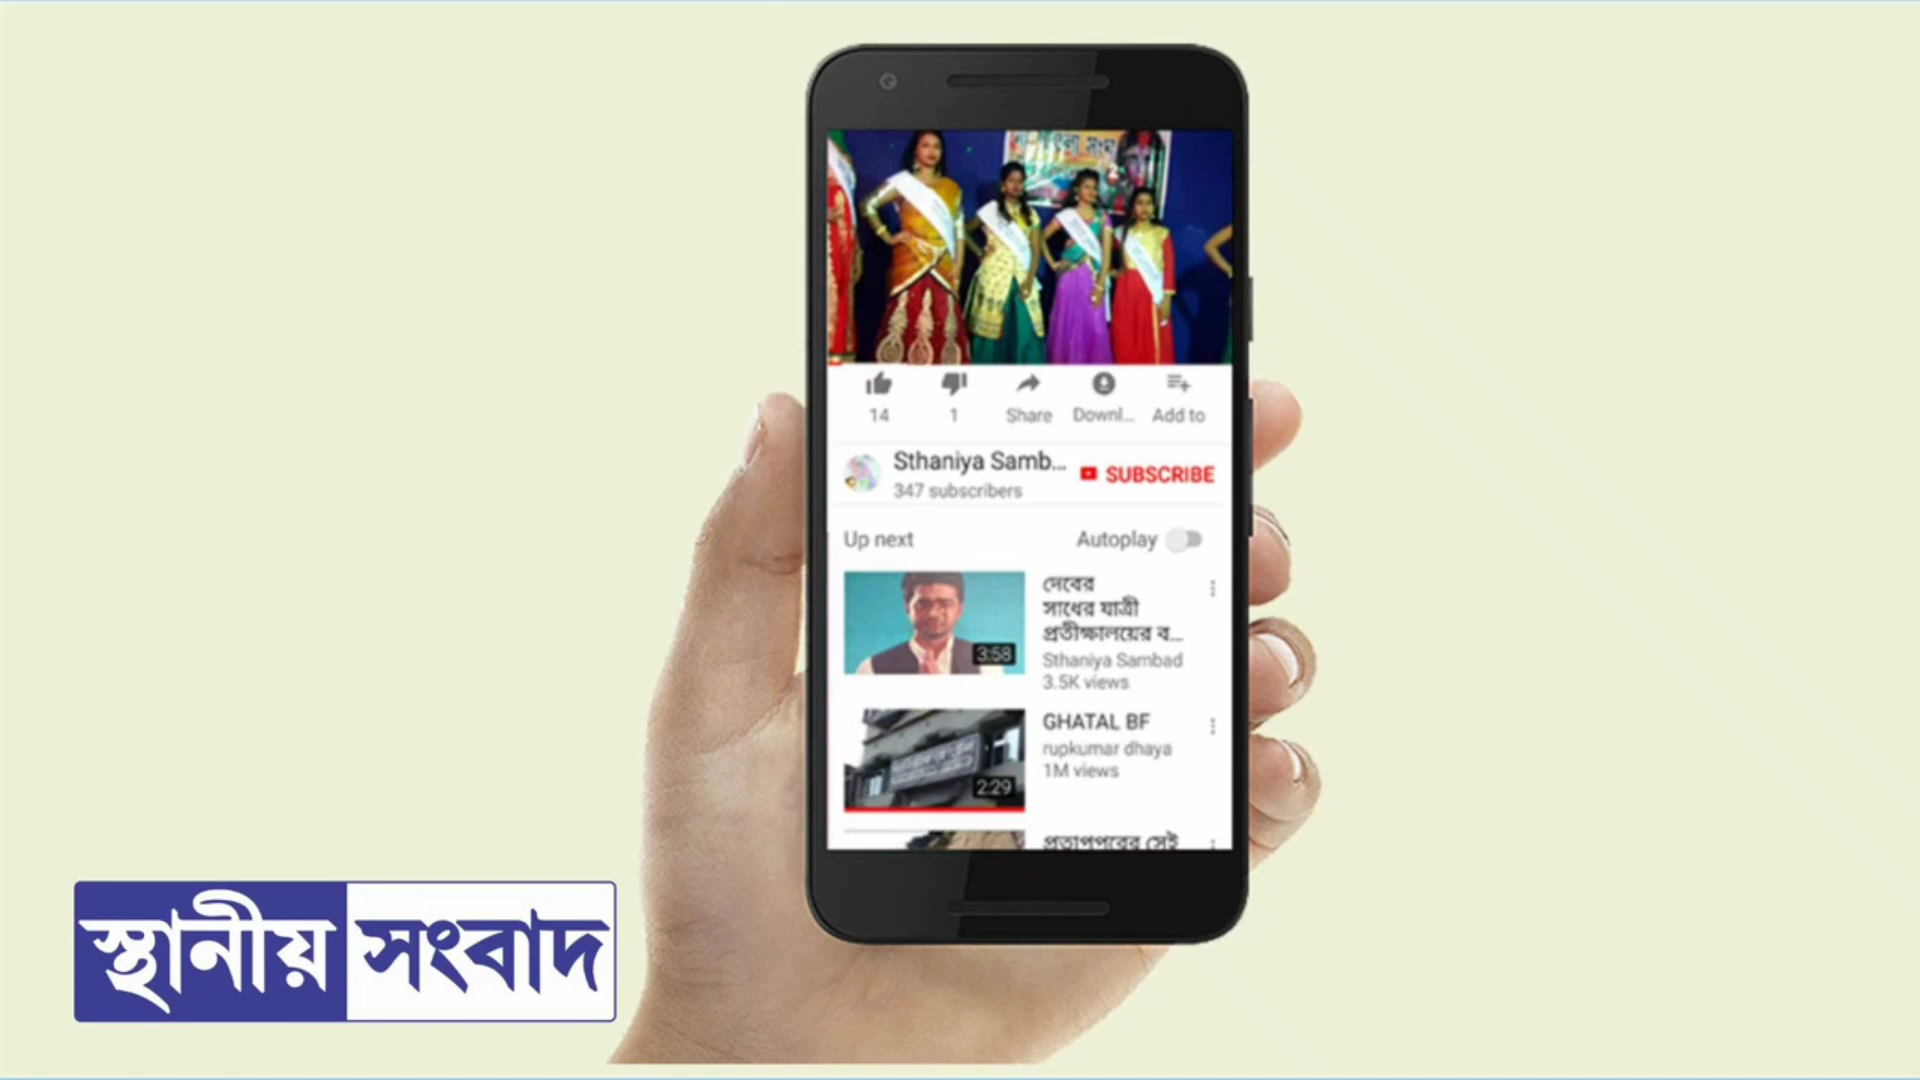 14
1
Share
Downl...
Add to
Sthaniya Samb...
SUBSCRIBE
347 subscribers
Up next
Autoplay
3:58
দেবের
সাধের যাত্রী
প্রতীক্ষালয়ের ব...
Sthaniya Sambad
3.5K views
2:29
GHATAL BF
rupkumar dhaya
1M views
স্থানীয় সংবাদ